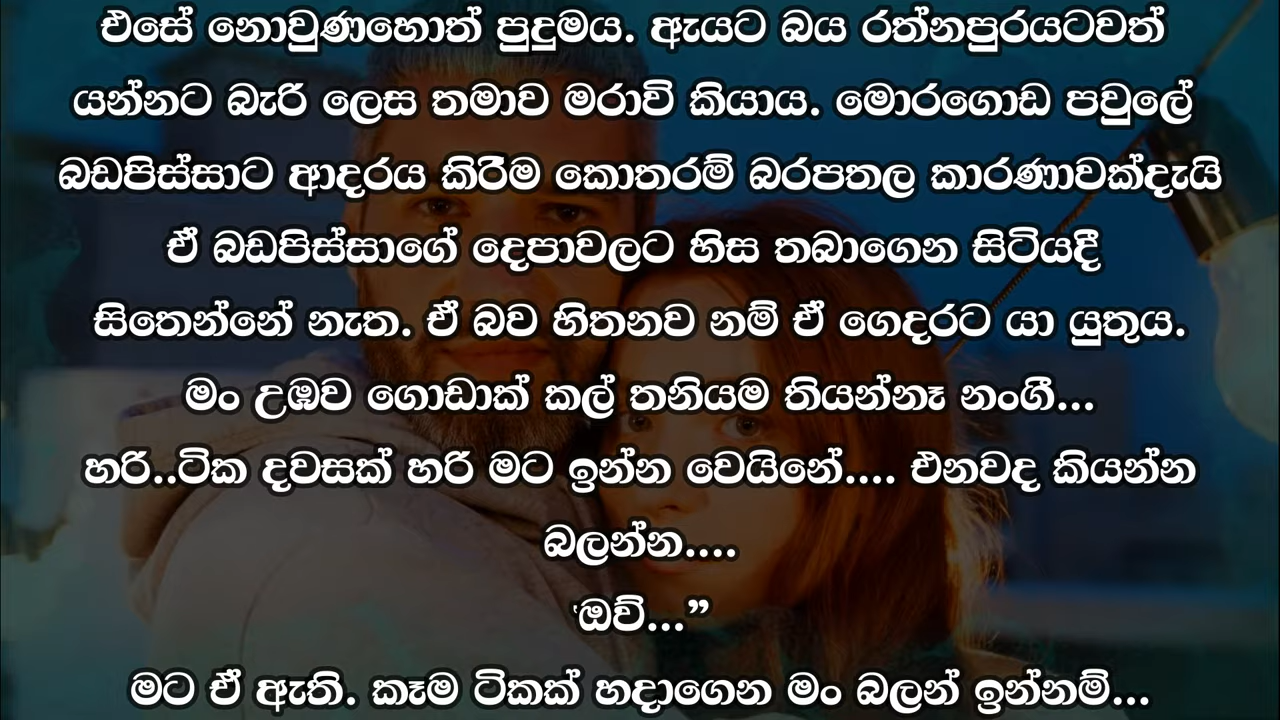 එසේ නොවුණහොත් පුදුමය. ඇයට බය රත්නපුරයටවත්
යන්නට බැරි ලෙස තමාව මරාවි කියාය. මොරගොඩ පවුලේ
බඩපිස්සාට ආදරය කිරීම කොතරම් බරපතල කාරණාවක්දැයි
ඒ බඩපිස්සාගේ දෙපාවලට හිස තබාගෙන සිටියදී
සිතෙන්නේ නැත. ඒ බව හිතනව නම් ඒ ගෙදරට යා යුතුය.
මං උඹව ගොඩාක් කල් තනියම තියන්නෑ නංගී...
හරි..ටික දවසක් හරි මට ඉන්න වෙයිනේ.... එනවද කියන්න
බලන්න....
‘ඔව්...”
මට ඒ ඇති. කෑම ටිකක් හදාගෙන මං බලන් ඉන්නම්...